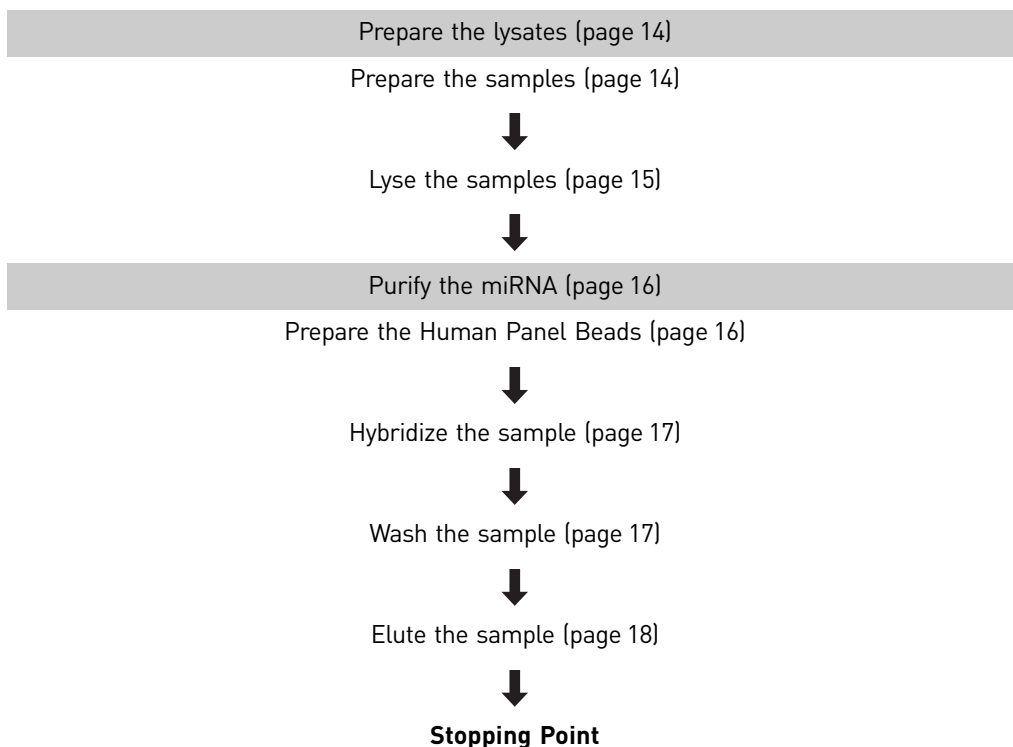 Prepare the lysates (page 14)
Prepare the samples (page 14)
Lyse the samples (page 15)
Purify the miRNA (page 16)
Prepare the Human Panel Beads (page 16)
Hybridize the sample (page 17)
Wash the sample (page 17)
Elute the sample (page 18)
Stopping Point